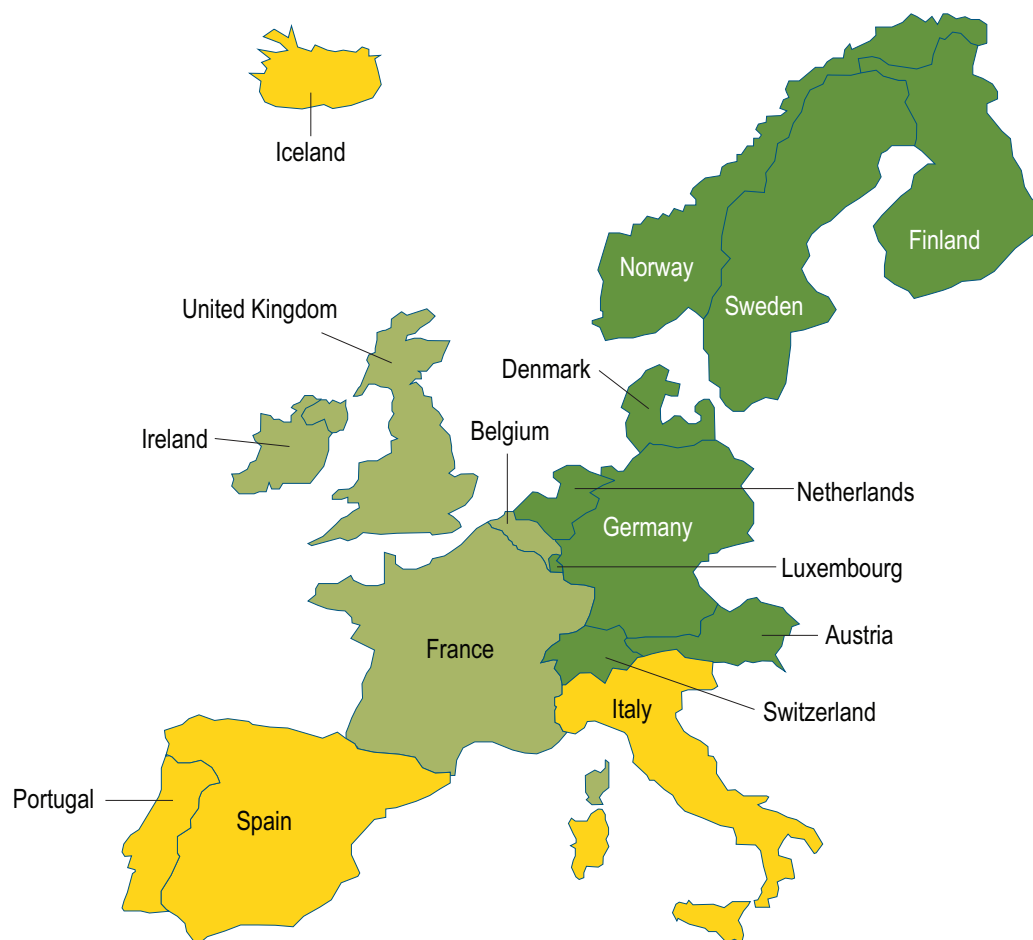 Iceland
Finland
Norway
Sweden
United Kingdom
Denmark
Belgium
Ireland
Netherlands
Germany
Luxembourg
Austria
France
Italy
Switzerland
Portugal
Spain